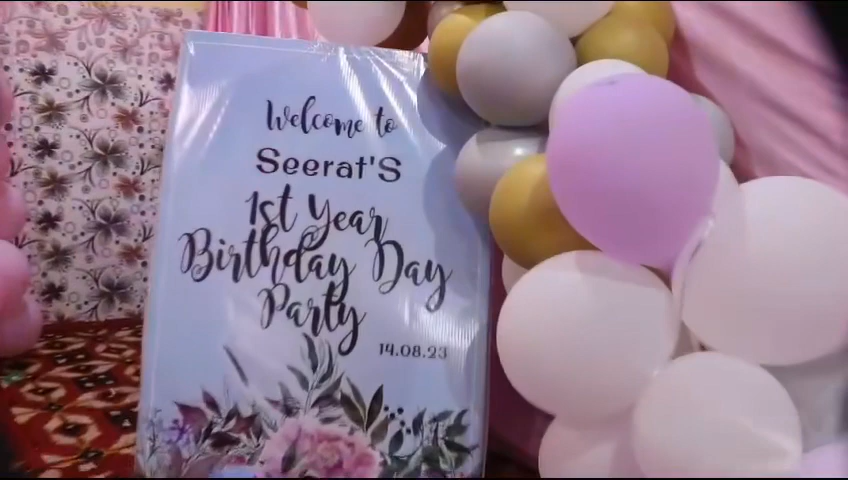 Welcome to
Seerat'S
1st Year
Birthday Day
Party
14.08.23